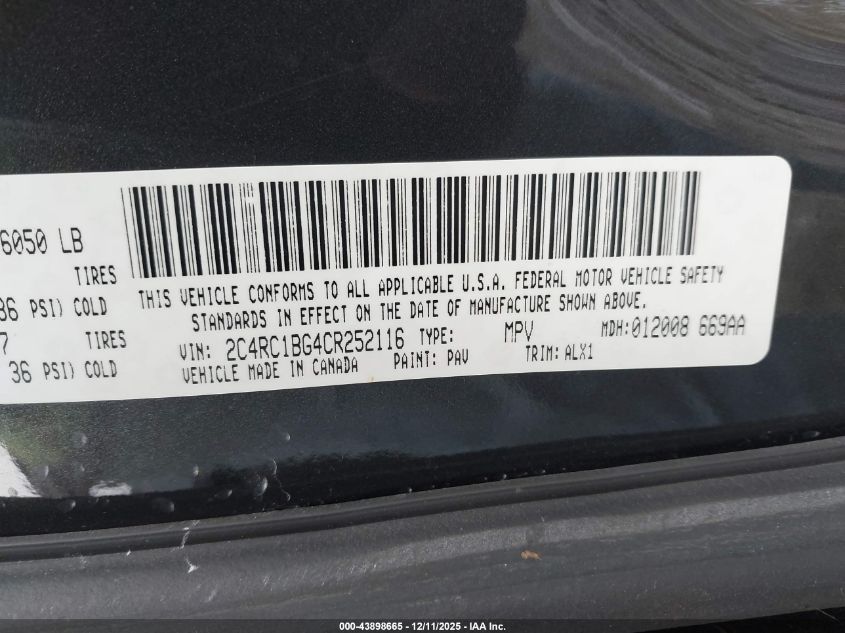 6050 LB
TIRES
36 PSI) COLD
7 TIRES
36 PSI) COLD
THIS VEHICLE CONFORMS TO ALL APPLICABLE U.S.A. FEDERAL MOTOR VEHICLE SAFETY
STANDARDS IN EFFECT ON THE DATE OF MANUFACTURE SHOWN ABOVE.
VIN: 2C4RC1BG4CR252116 TYPE: MPV MDH:012008 669AA
VEHICLE MADE IN CANADA PAINT: PAV TRIM: ALX1
000-43898665 - 12/11/2025 - IAA Inc.